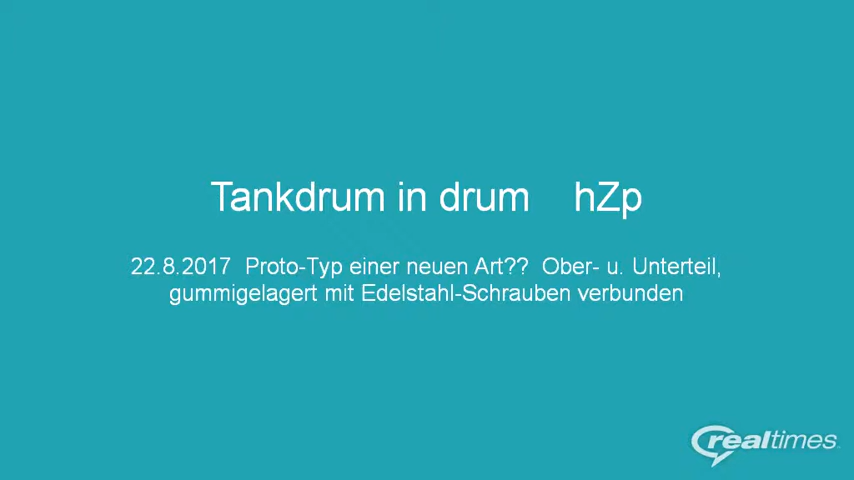 Tankdrum in drum hZp
22.8.2017 Proto-Typ einer neuen Art?? Ober- u. Unterteil,
gummigelagert mit Edelstahl-Schrauben verbunden
realtimes